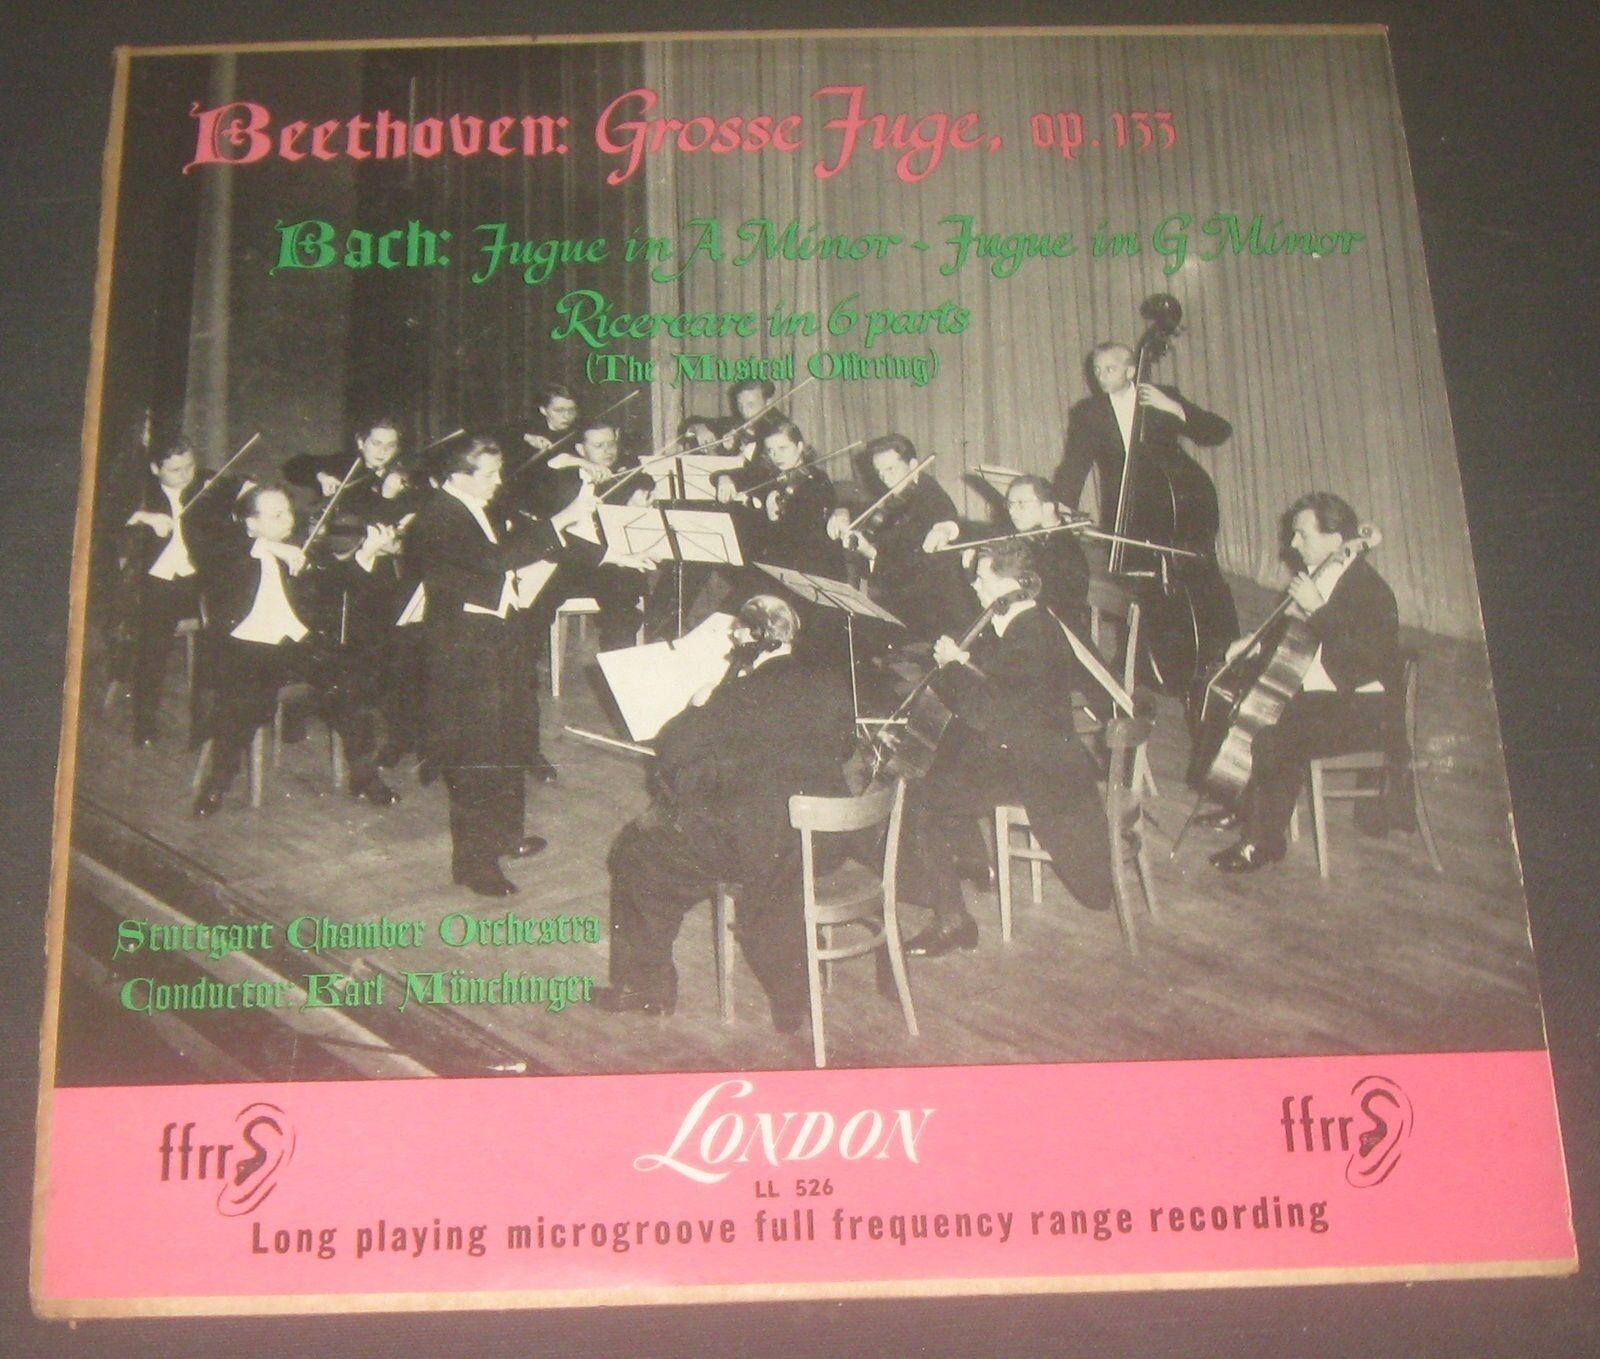 Beethoven: Grosse Fuge, op. 133
Bach: Fugue in A Minor - Fugue in G Minor
Ricercare in 6 parts
(The Musical Offering)
Stuttgart Chamber Orchestra
Conductor: Karl Münchinger
ffrr
LONDON
ffrr
LL 526
Long playing microgroove full frequency range recording